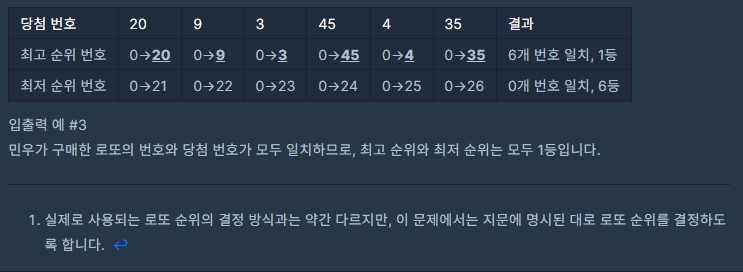 당첨 번호 20 9 3 45 4 35 결과
최고 순위 번호 0→20 0→9 0→3 0→45 0→4 0→35 6개 번호 일치, 1등
최저 순위 번호 0→21 0→22 0→23 0→24 0→25 0→26 0개 번호 일치, 6등
입출력 예 #3
민우가 구매한 로또의 번호와 당첨 번호가 모두 일치하므로, 최고 순위와 최저 순위는 모두 1등입니다.
1. 실제로 사용되는 로또 순위의 결정 방식과는 약간 다르지만, 이 문제에서는 지문에 명시된 대로 로또 순위를 결정하도
록 합니다. ↩